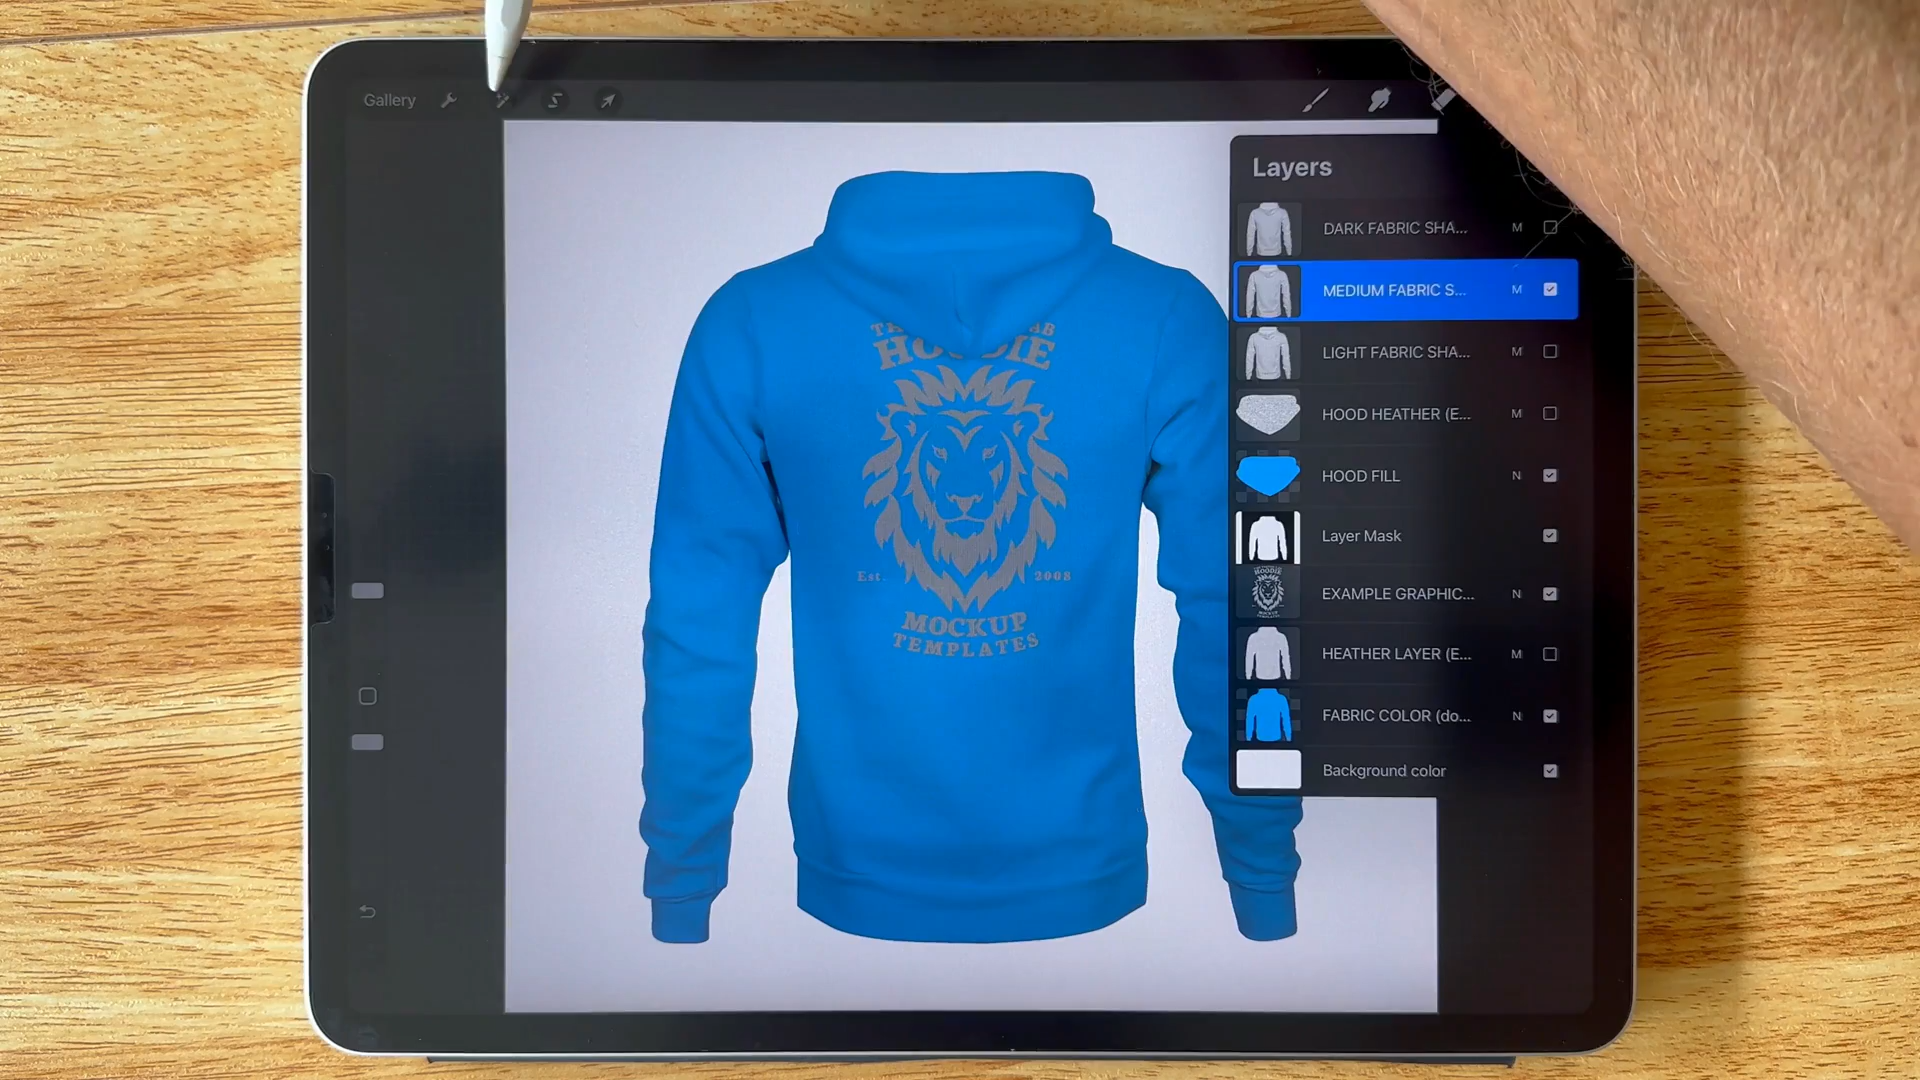 Gallery
Layers
DARK FABRIC SHA... M
MEDIUM FABRIC S... M
LIGHT FABRIC SHA... M
HOOD HEATHER (E... M
HOOD FILL N
Layer Mask
EXAMPLE GRAPHIC... N
HEATHER LAYER (E... M
FABRIC COLOR (do... N
Background color
Est. 2008
MOCKUP
TEMPLATES